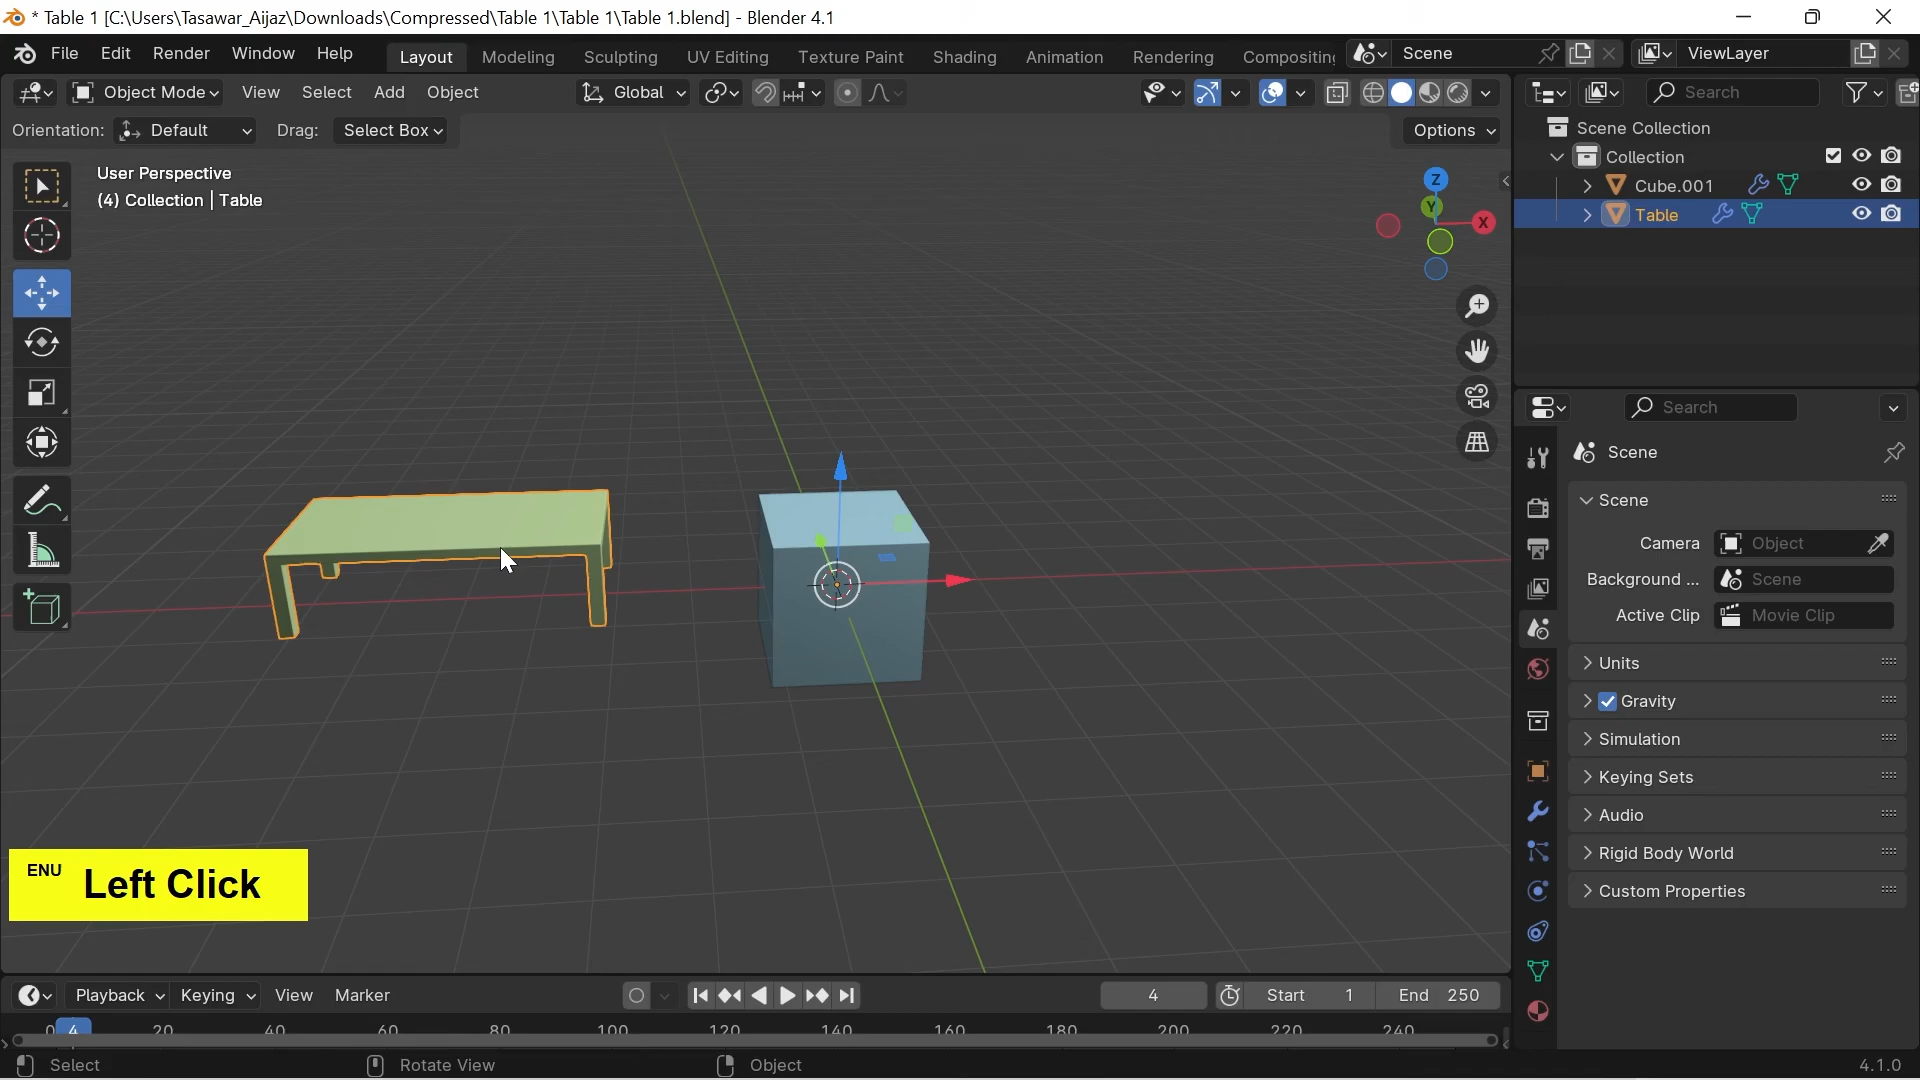 * Table 1 [C:\Users\Tasawar_Aijaz\Downloads\Compressed\Table 1\Table 1\Table 1.blend] - Blender 4.1
File Edit Render Window Help Layout Modeling Sculpting UV Editing Texture Paint Shading Animation Rendering Compositing Scene ViewLayer
Object Mode View Select Add Object Global Search
Orientation: Default Drag: Select Box Options
Scene Collection
Collection
Cube.001
Table
User Perspective
(4) Collection | Table
Z
Y
X
Search
Scene
Scene
Camera Object
Background ... Scene
Active Clip Movie Clip
Units
Gravity
Simulation
Keying Sets
Audio
Rigid Body World
Custom Properties
ENU Left Click
Playback Keying View Marker 4 Start 1 End 250
0 4 20 40 60 80 100 120 140 160 180 200 220 240
Select Rotate View Object 4.1.0